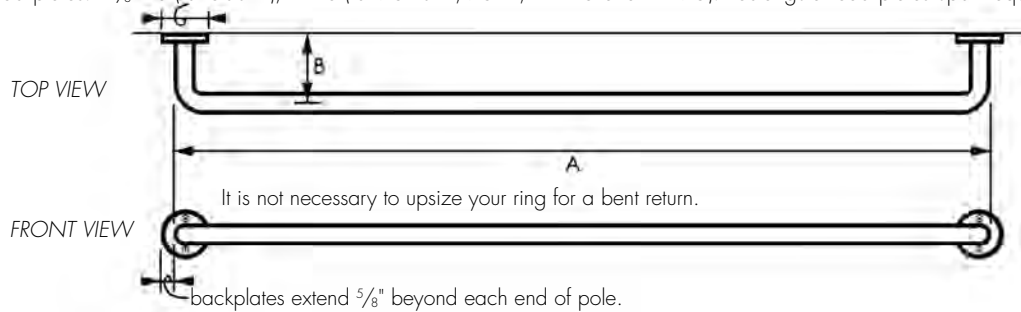 G
B
TOP VIEW
A
It is not necessary to upsize your ring for a bent return.
FRONT VIEW
backplates extend 5/8" beyond each end of pole.